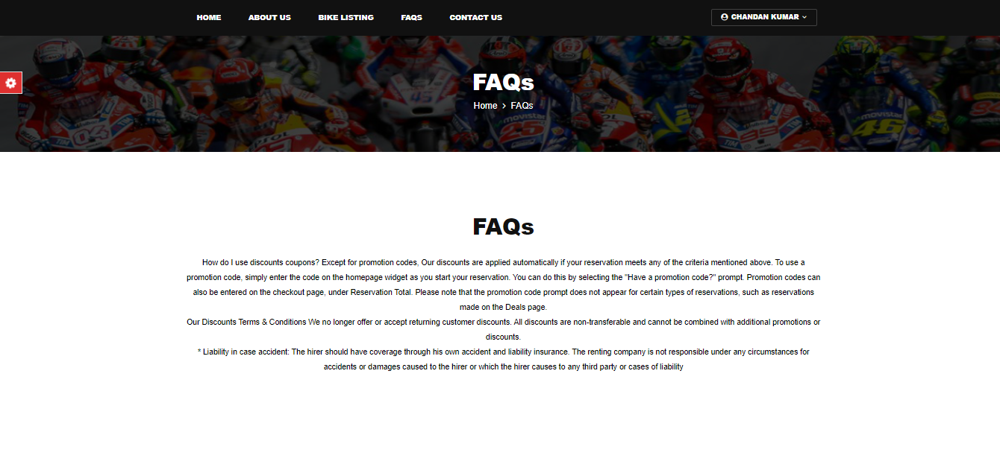 HOME ABOUT US BIKE LISTING FAQS CONTACT US CHANDAN KUMAR
FAQs
Home > FAQs
45
04
25
99
46
movistar
movistar
TIM
FAQs
How do I use discounts coupons? Except for promotion codes, Our discounts are applied automatically if your reservation meets any of the criteria mentioned above. To use a
promotion code, simply enter the code on the homepage widget as you start your reservation. You can do this by selecting the "Have a promotion code?" prompt. Promotion codes can
also be entered on the checkout page, under Reservation Total. Please note that the promotion code prompt does not appear for certain types of reservations, such as reservations
made on the Deals page.
Our Discounts Terms & Conditions We no longer offer or accept returning customer discounts. All discounts are non-transferable and cannot be combined with additional promotions or
discounts.
* Liability in case accident: The hirer should have coverage through his own accident and liability insurance. The renting company is not responsible under any circumstances for
accidents or damages caused to the hirer or which the hirer causes to any third party or cases of liability